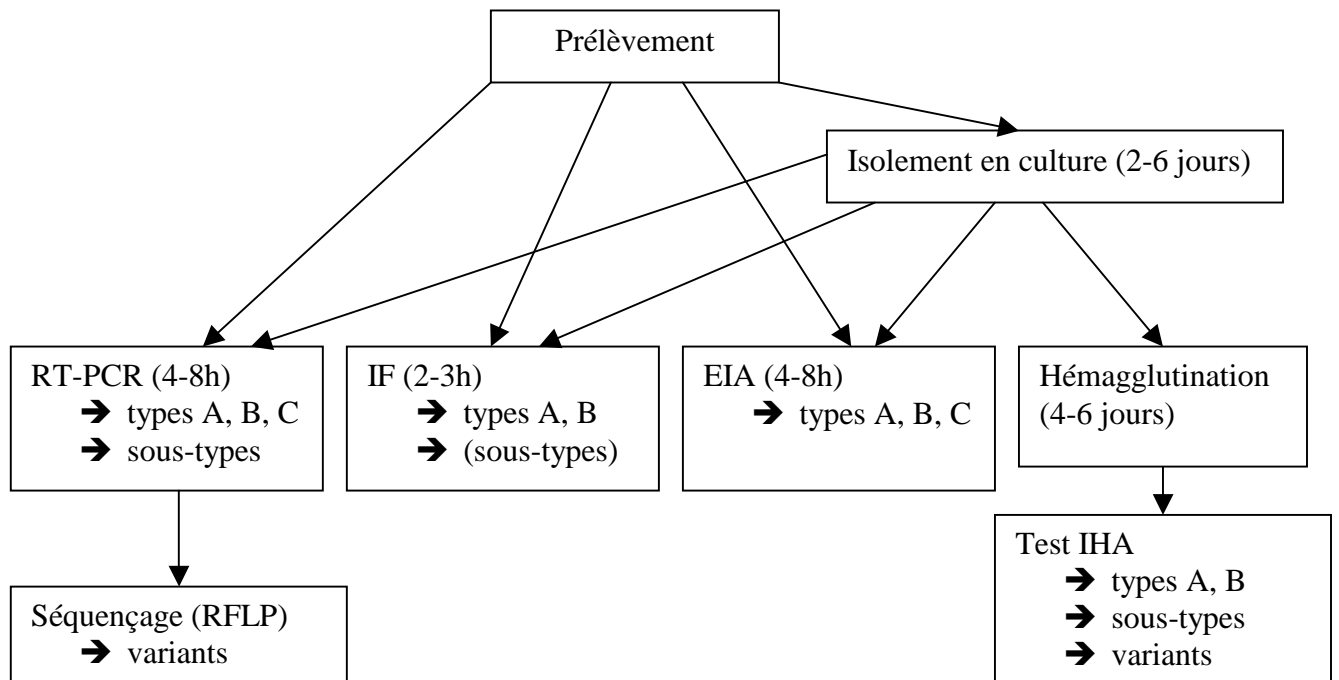 Prélèvement
Isolement en culture (2-6 jours)
RT-PCR (4-8h)
➔ types A, B, C
➔ sous-types
IF (2-3h)
➔ types A, B
➔ (sous-types)
EIA (4-8h)
➔ types A, B, C
Hémagglutination
(4-6 jours)
Séquençage (RFLP)
➔ variants
Test IHA
➔ types A, B
➔ sous-types
➔ variants